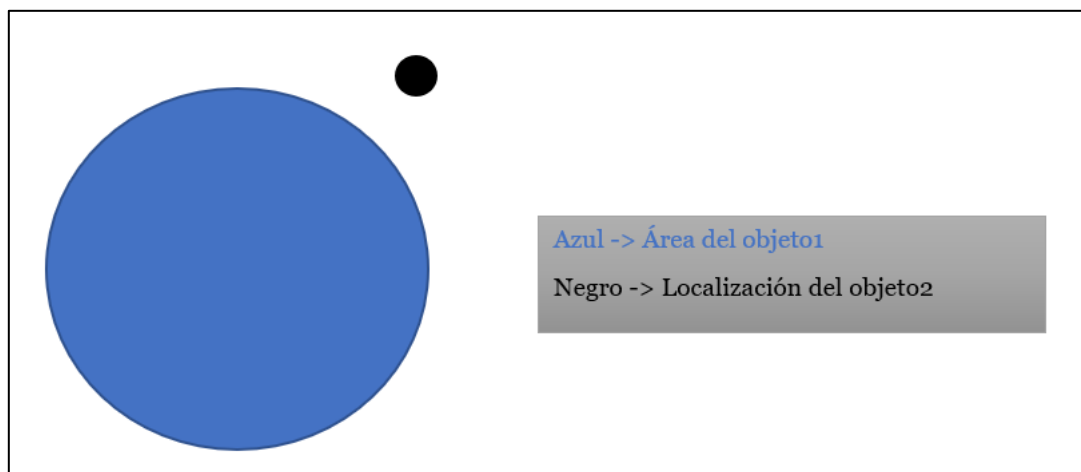 Azul -> Área del objeto1
Negro -> Localización del objeto2